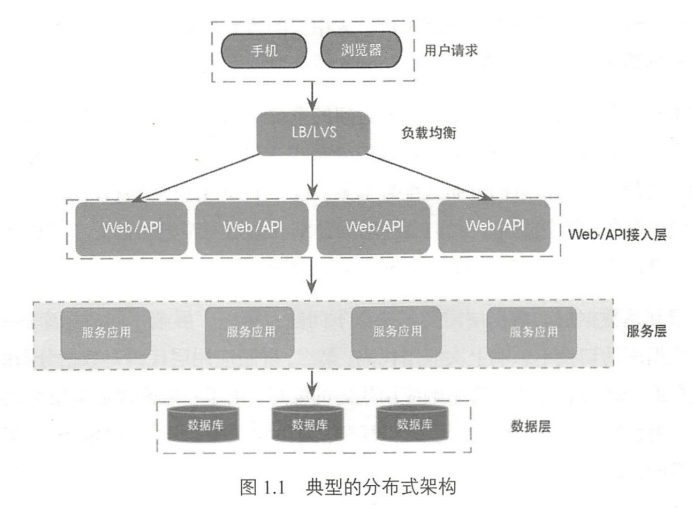 手机 浏览器 用户请求
LB/LVS 负载均衡
Web/API Web/API Web/API Web/API Web/API接入层
服务应用 服务应用 服务应用 服务应用 服务层
数据库 数据库 数据库 数据层
图 1.1 典型的分布式架构